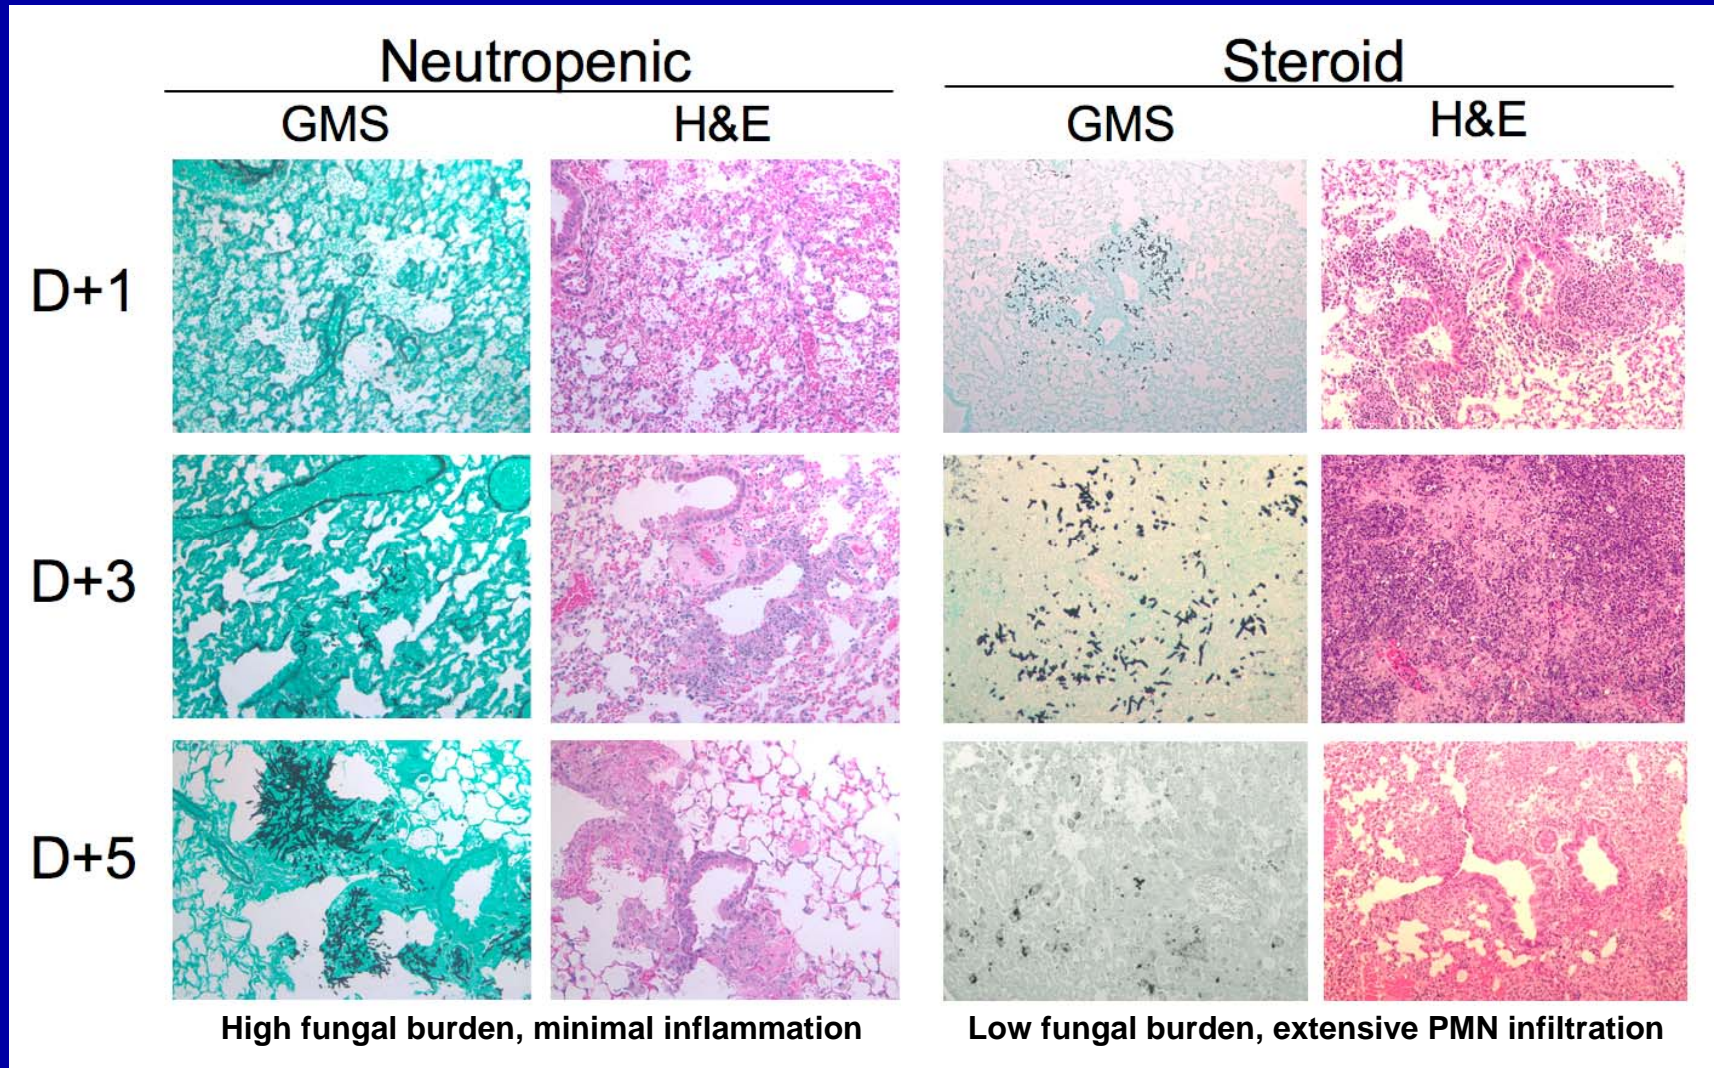 Neutropenic Steroid
GMS H&E GMS H&E
D+1
D+3
D+5
High fungal burden, minimal inflammation Low fungal burden, extensive PMN infiltration